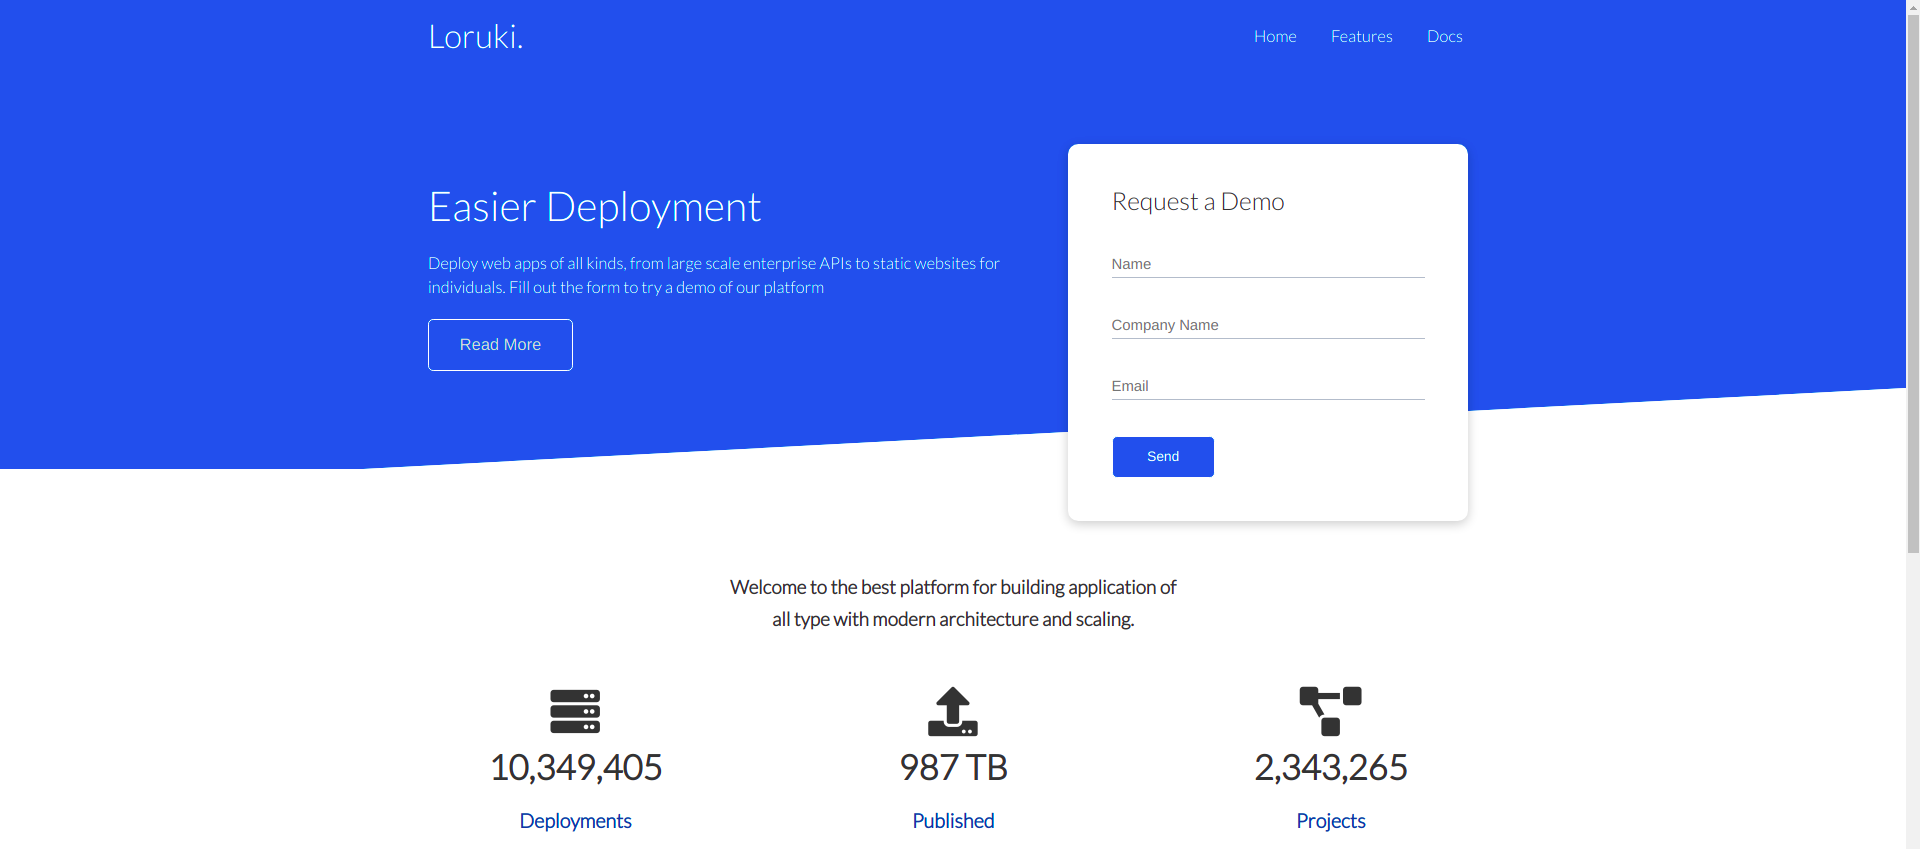 Loruki.
Home Features Docs
Easier Deployment
Deploy web apps of all kinds, from large scale enterprise APIs to static websites for
individuals. Fill out the form to try a demo of our platform
Read More
Request a Demo
Name
Company Name
Email
Send
Welcome to the best platform for building application of
all type with modern architecture and scaling.
10,349,405
Deployments
987 TB
Published
2,343,265
Projects